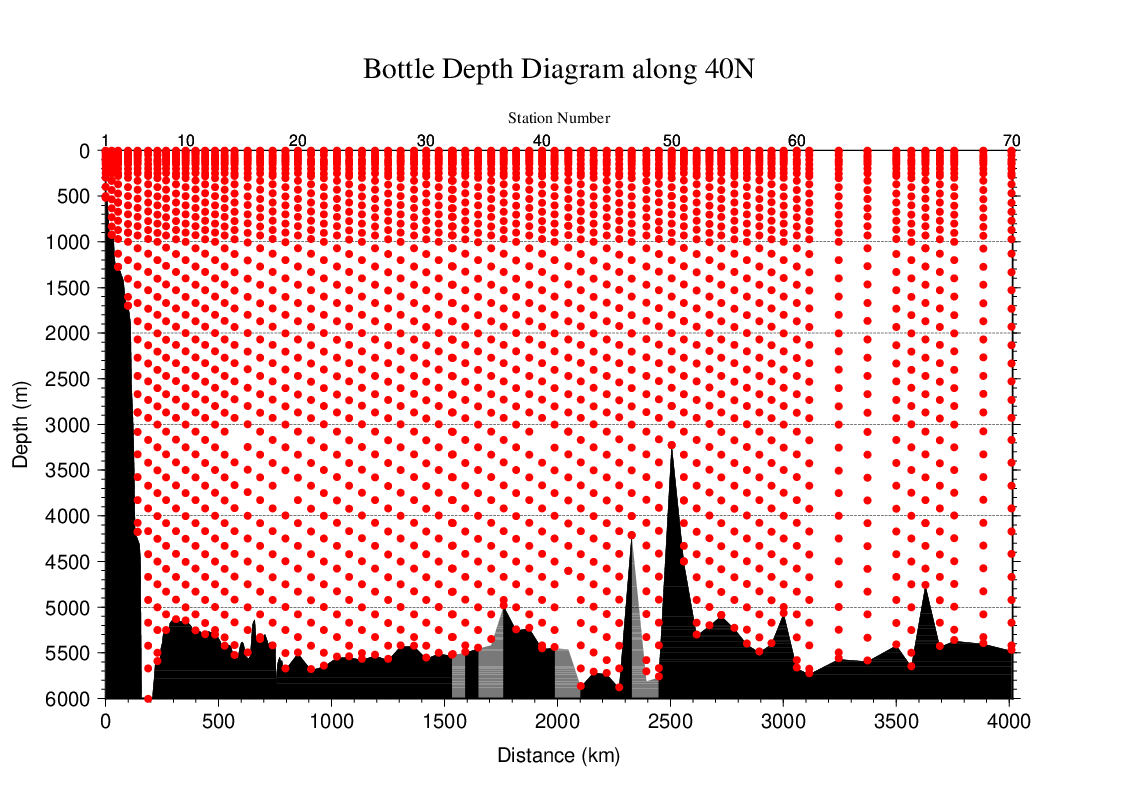 Bottle Depth Diagram along 40N
Station Number
1 10 20 30 40 50 60 70
0
500
1000
1500
2000
2500
3000
3500
4000
4500
5000
5500
6000
Depth (m)
0 500 1000 1500 2000 2500 3000 3500 4000
Distance (km)